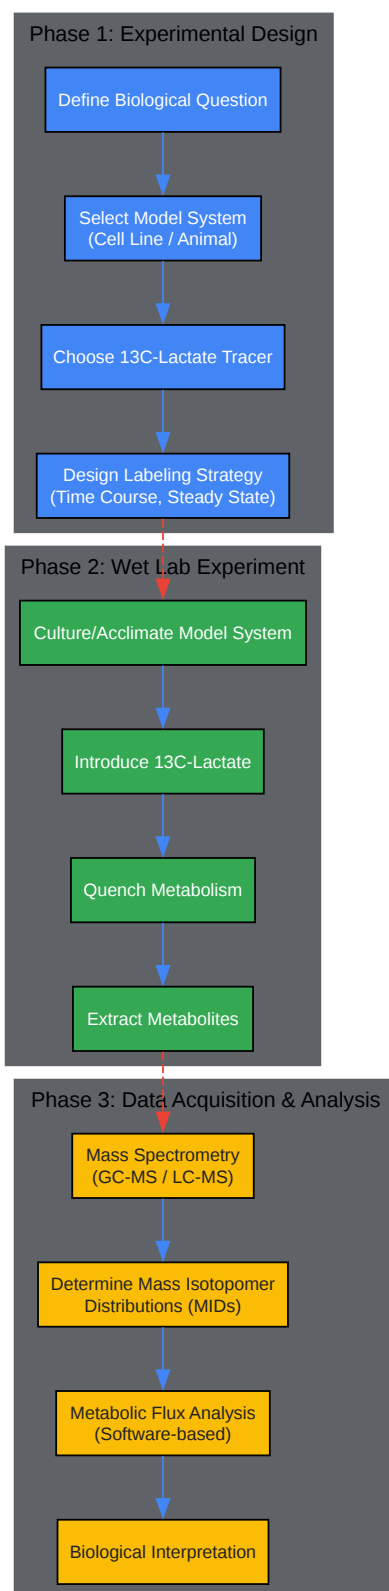 Phase 1: Experimental Design
Define Biological Question
Select Model System
(Cell Line / Animal)
Choose 13C-Lactate Tracer
Design Labeling Strategy
(Time Course, Steady State)
Phase 2: Wet Lab Experiment
Culture/Acclimate Model System
Introduce 13C-Lactate
Quench Metabolism
Extract Metabolites
Phase 3: Data Acquisition & Analysis
Mass Spectrometry
(GC-MS / LC-MS)
Determine Mass Isotopomer
Distributions (MIDs)
Metabolic Flux Analysis
(Software-based)
Biological Interpretation